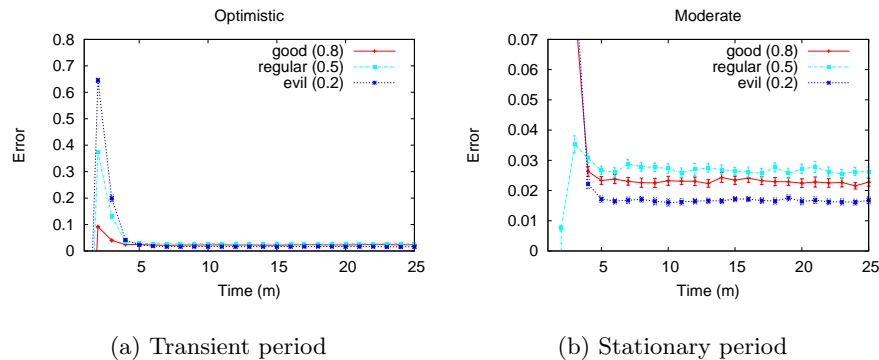 Optimistic
0.8
0.7
0.6
0.5
0.4
0.3
0.2
0.1
0
Error
good (0.8)
regular (0.5)
evil (0.2)
5 10 15 20 25
Time (m)
(a) Transient period
Moderate
0.07
0.06
0.05
0.04
0.03
0.02
0.01
0
Error
good (0.8)
regular (0.5)
evil (0.2)
5 10 15 20 25
Time (m)
(b) Stationary period